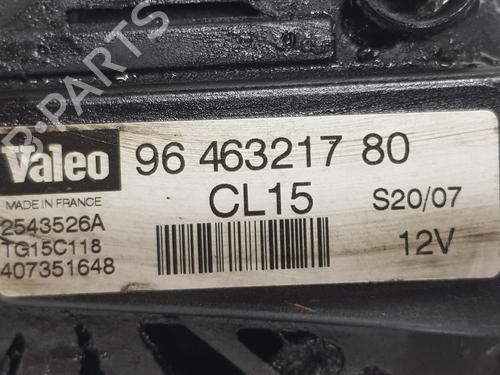 B-PARTS
Valeo
96 463217 80
MADE IN FRANCE
CL15
S20/07
2543526A
TG15C118
12V
407351648